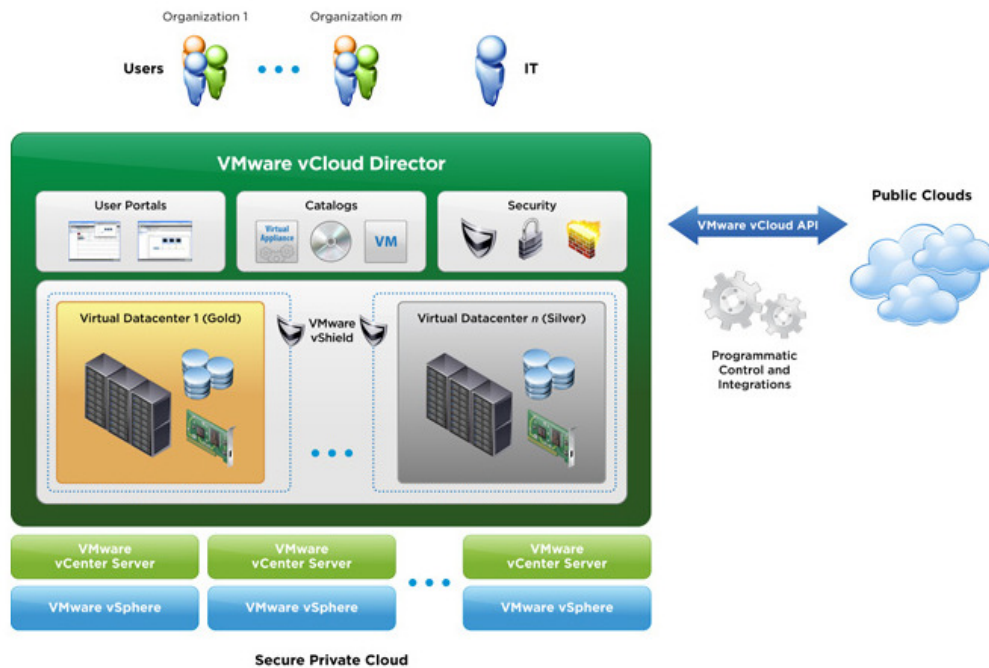 Organization 1
Organization m
Users
IT
VMware vCloud Director
User Portals
Catalogs
Security
Virtual
Appliance
VM
VMware vCloud API
Public Clouds
Programmatic
Control and
Integrations
Virtual Datacenter 1 (Gold)
VMware
vShield
Virtual Datacenter n (Silver)
VMware
vCenter Server
VMware
vCenter Server
VMware
vCenter Server
VMware vSphere
VMware vSphere
VMware vSphere
Secure Private Cloud